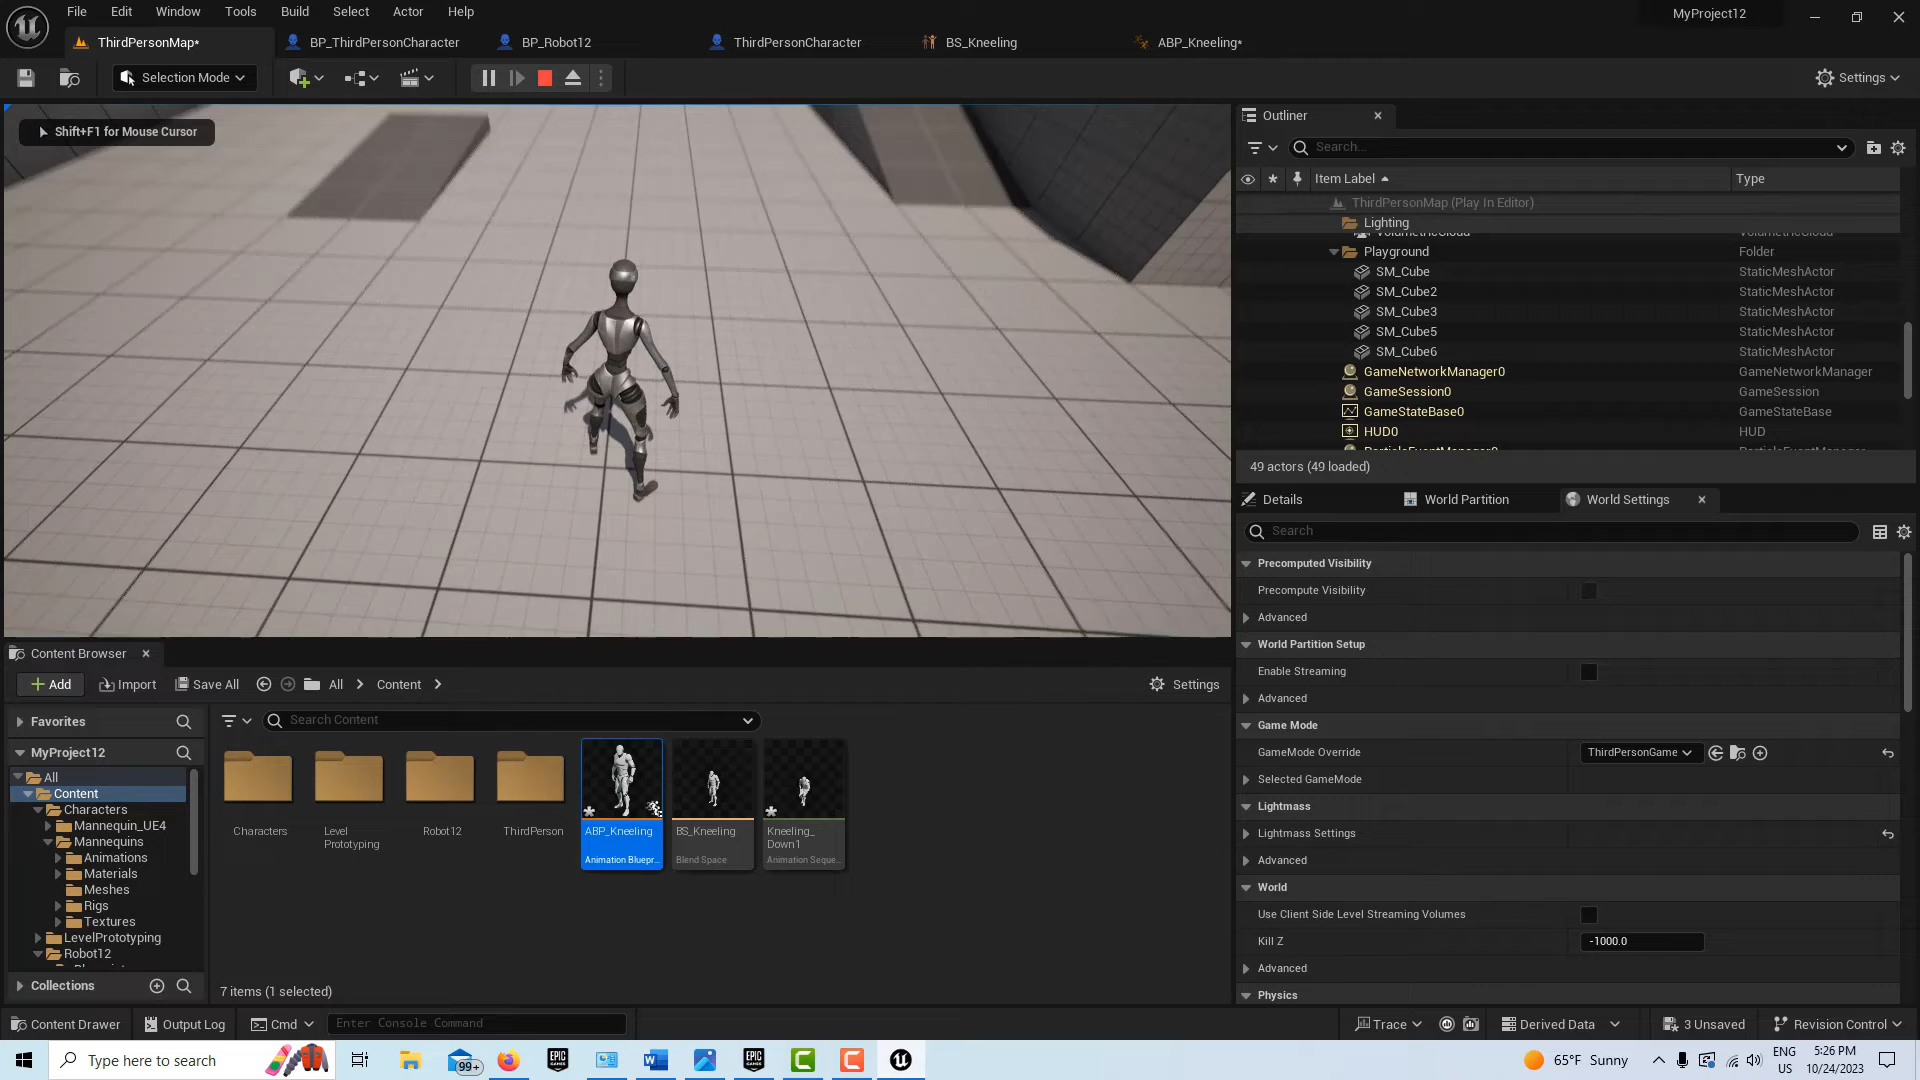 File Edit Window Tools Build Select Actor Help
MyProject12
ThirdPersonMap*
BP_ThirdPersonCharacter
BP_Robot12
ThirdPersonCharacter
BS_Kneeling
ABP_Kneeling*
Selection Mode
Settings
Shift+F1 for Mouse Cursor
Outliner
Search...
Item Label
Type
ThirdPersonMap (Play In Editor)
Lighting
VolumetricCloud VolumetricCloud
Playground Folder
SM_Cube StaticMeshActor
SM_Cube2 StaticMeshActor
SM_Cube3 StaticMeshActor
SM_Cube5 StaticMeshActor
SM_Cube6 StaticMeshActor
GameNetworkManager0 GameNetworkManager
GameSession0 GameSession
GameStateBase0 GameStateBase
HUD0 HUD
ParticleEventManager0 ParticleEventManager
49 actors (49 loaded)
Details
World Partition
World Settings
Search
Precomputed Visibility
Precompute Visibility
Advanced
World Partition Setup
Enable Streaming
Advanced
Game Mode
GameMode Override ThirdPersonGame
Selected GameMode
Lightmass
Lightmass Settings
Advanced
World
Use Client Side Level Streaming Volumes
Kill Z -1000.0
Advanced
Physics
Content Browser
Add Import Save All All Content Settings
Favorites
Search Content
MyProject12
All
Content
Characters
Mannequin_UE4
Mannequins
Animations
Materials
Meshes
Rigs
Textures
LevelPrototyping
Robot12
Collections
Characters
Level
Prototyping
Robot12
ThirdPerson
ABP_Kneeling
Animation Bluepr...
BS_Kneeling
Blend Space
Kneeling_
Down1
Animation Seque...
7 items (1 selected)
Content Drawer Output Log Cmd Enter Console Command
Trace Derived Data 3 Unsaved Revision Control
Type here to search
99+
EPIC GAMES
EPIC GAMES
65°F Sunny
ENG
US
5:26 PM
10/24/2023